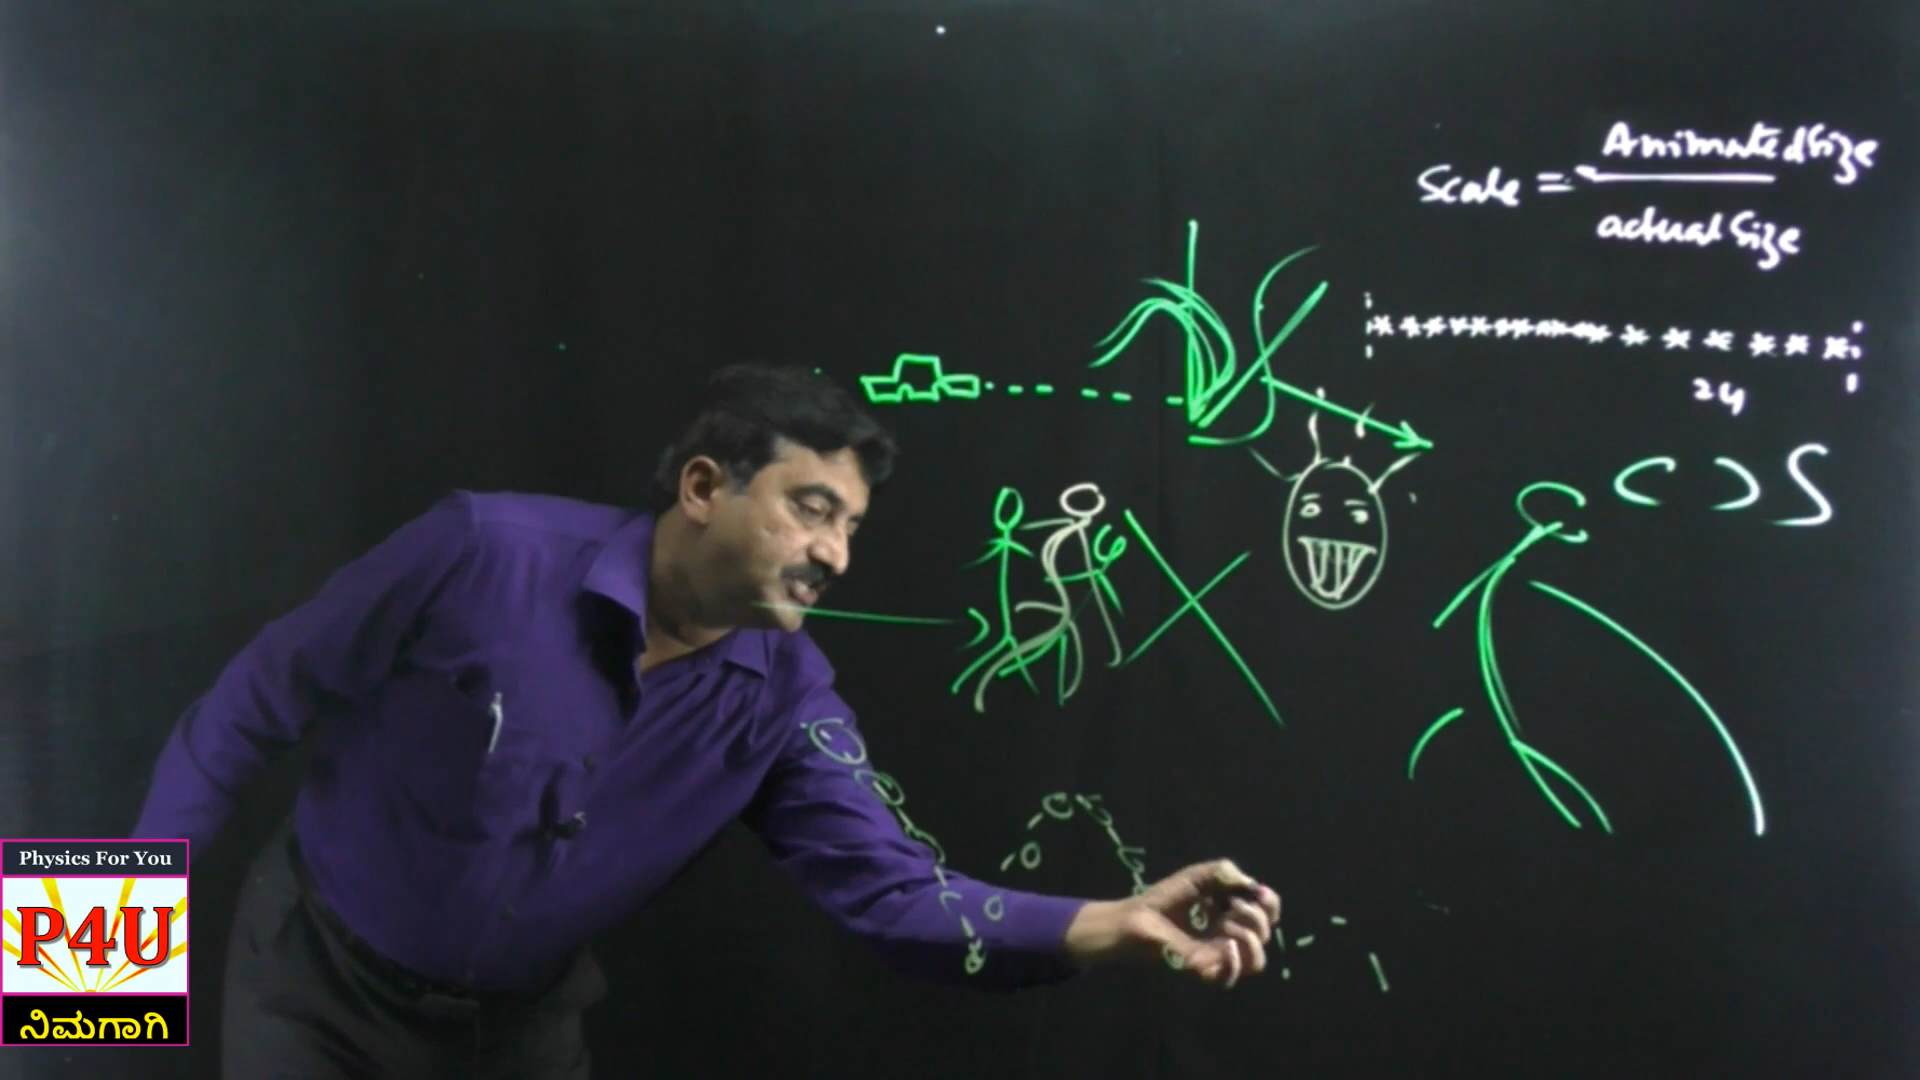 Scale = Animated Size
actual Size
24
Physics For You
P4U
ನಿಮಗಾಗಿ